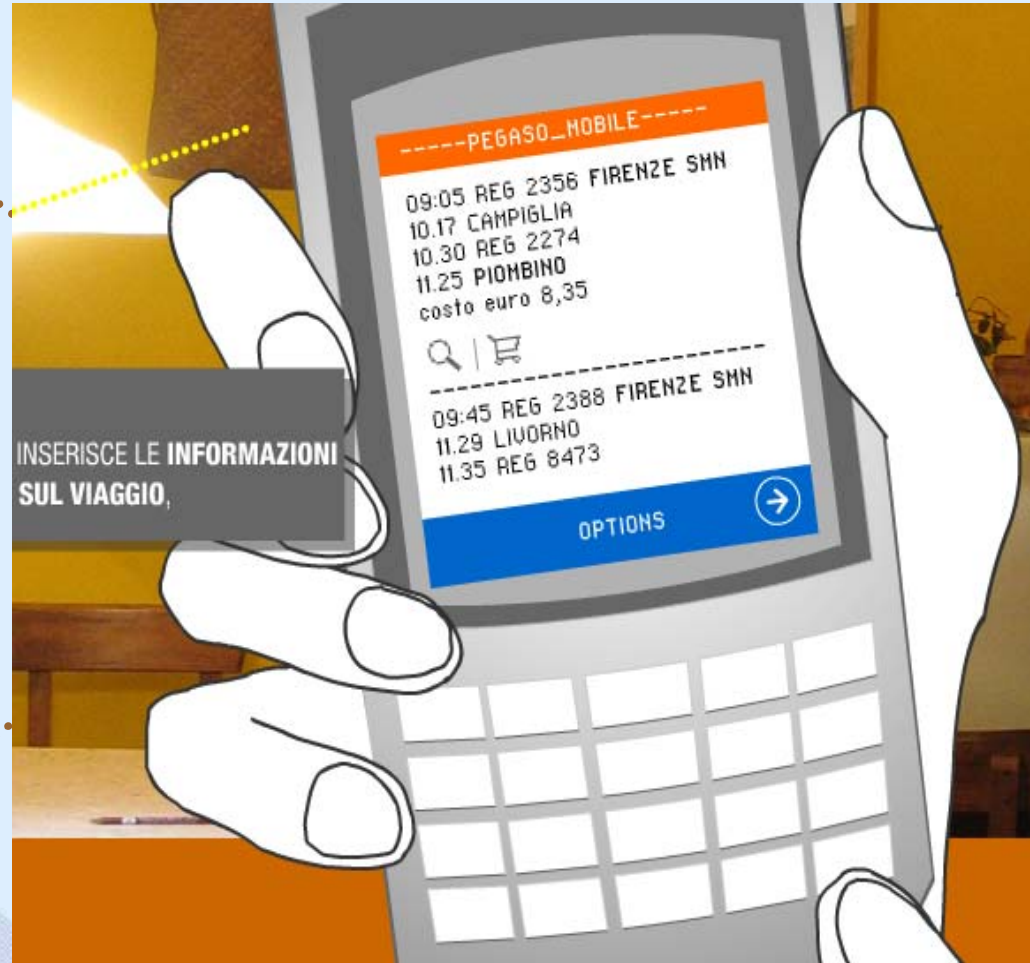 -----PEGASO_MOBILE-----
09:05 REG 2356 FIRENZE SMN
10.17 CAMPIGLIA
10.30 REG 2274
11.25 PIOMBINO
costo euro 8,35
09:45 REG 2388 FIRENZE SMN
11.29 LIVORNO
11.35 REG 8473
OPTIONS
INSERISCE LE INFORMAZIONI
SUL VIAGGIO,